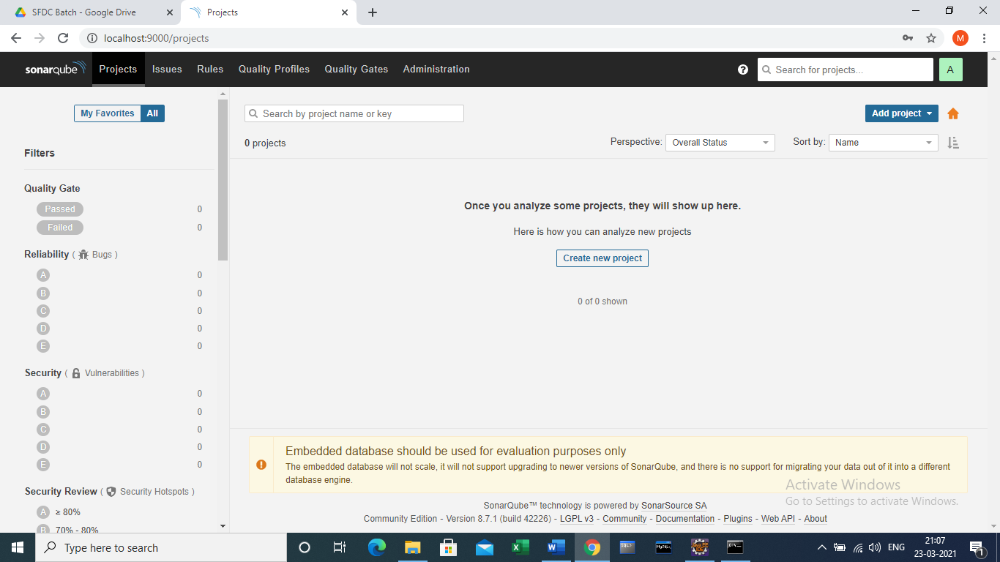 SFDC Batch - Google Drive
Projects
localhost:9000/projects
M
sonarqube Projects Issues Rules Quality Profiles Quality Gates Administration
Search for projects...
A
My Favorites All
Filters
Quality Gate
Passed 0
Failed 0
Reliability ( Bugs )
A 0
B 0
C 0
D 0
E 0
Security ( Vulnerabilities )
A 0
B 0
C 0
D 0
E 0
Security Review ( Security Hotspots )
A ≥ 80%
B 70% - 80%
Search by project name or key
Add project
0 projects
Perspective: Overall Status
Sort by: Name
Once you analyze some projects, they will show up here.
Here is how you can analyze new projects
Create new project
0 of 0 shown
Embedded database should be used for evaluation purposes only
The embedded database will not scale, it will not support upgrading to newer versions of SonarQube, and there is no support for migrating your data out of it into a different
database engine.
Activate Windows
Go to Settings to activate Windows.
SonarQube™ technology is powered by SonarSource SA
Community Edition - Version 8.7.1 (build 42226) - LGPL v3 - Community - Documentation - Plugins - Web API - About
Type here to search
ENG
21:07
23-03-2021
1